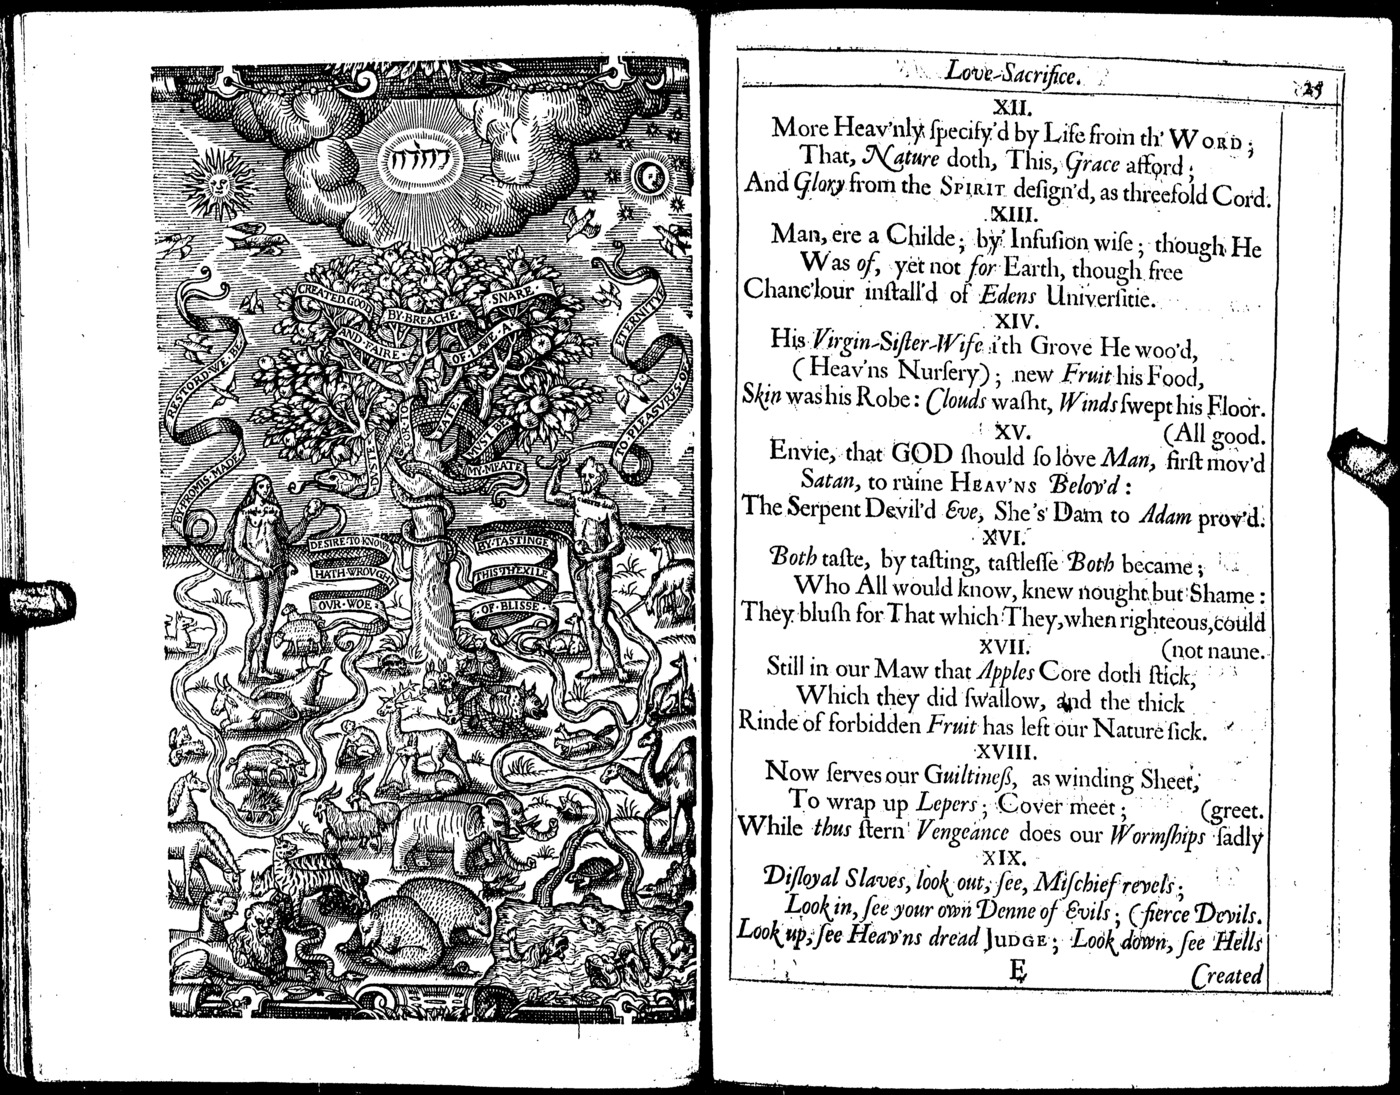 יהוה
CREATED·GOOD
AND·FAIRE·
BY·BREACHE·
OF·LAVE·A·
·SNARE·
DESIRE·TO·KNOW
HATH·WROUGHT
OUR·WOE·
BY·TASTINGE
THIS·TH'EXILE
·OF·BLISSE·
BY·PROMIS·MADE
RESTORD·WE·BE
TO·PLEASVRES·OF
ETERNITYE
DVST·FOR·TO·
EATE
MVST·BE
·MY·MEATE·
Love-Sacrifice. 25
XII.
More Heav'nly ſpecify'd by Life from th' WORD;
That, Nature doth, This, Grace afford;
And Glory from the SPIRIT deſign'd, as threefold Cord.
XIII.
Man, ere a Childe; by Infuſion wiſe; though He
Was of, yet not for Earth, though free
Chanc'lour inſtall'd of Edens Univerſitie.
XIV.
His Virgin-Siſter-Wife i'th Grove He woo'd,
(Heav'ns Nurſery); new Fruit his Food,
Skin was his Robe: Clouds waſht, Winds ſwept his Floor.
XV. (All good.
Envie, that GOD ſhould ſo love Man, firſt mov'd
Satan, to ruine HEAV'NS Belov'd:
The Serpent Devil'd Eve, She's Dam to Adam prov'd.
XVI.
Both taſte, by taſting, taſtleſſe Both became;
Who All would know, knew nought but Shame:
They bluſh for That which They, when righteous, could
XVII. (not name.
Still in our Maw that Apples Core doth ſtick,
Which they did ſwallow, and the thick
Rinde of forbidden Fruit has left our Nature ſick.
XVIII.
Now ſerves our Guiltineſs, as winding Sheet,
To wrap up Lepers; Cover meet; (greet.
While thus ſtern Vengeance does our Wormſhips ſadly
XIX.
Diſloyal Slaves, look out, ſee, Miſchief revels;
Look in, ſee your own Denne of Evils; (fierce Devils.
Look up, ſee Heav'ns dread JUDGE; Look down, ſee Hells
E Created